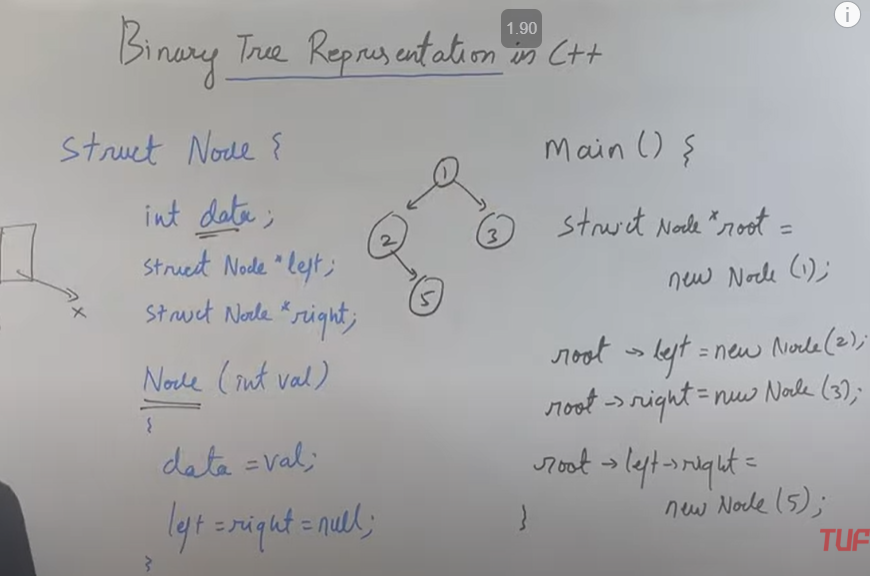 1.90
Binary Tree Representation in C++
struct Node {
int data;
struct Node *left;
struct Node *right;
Node (int val)
{
data = val;
left = right = null;
}
x
1
2
3
5
main() {
struct Node *root =
new Node (1);
root → left = new Node(2);
root → right = new Node (3);
root → left → right =
new Node (5);
}
TUF
i